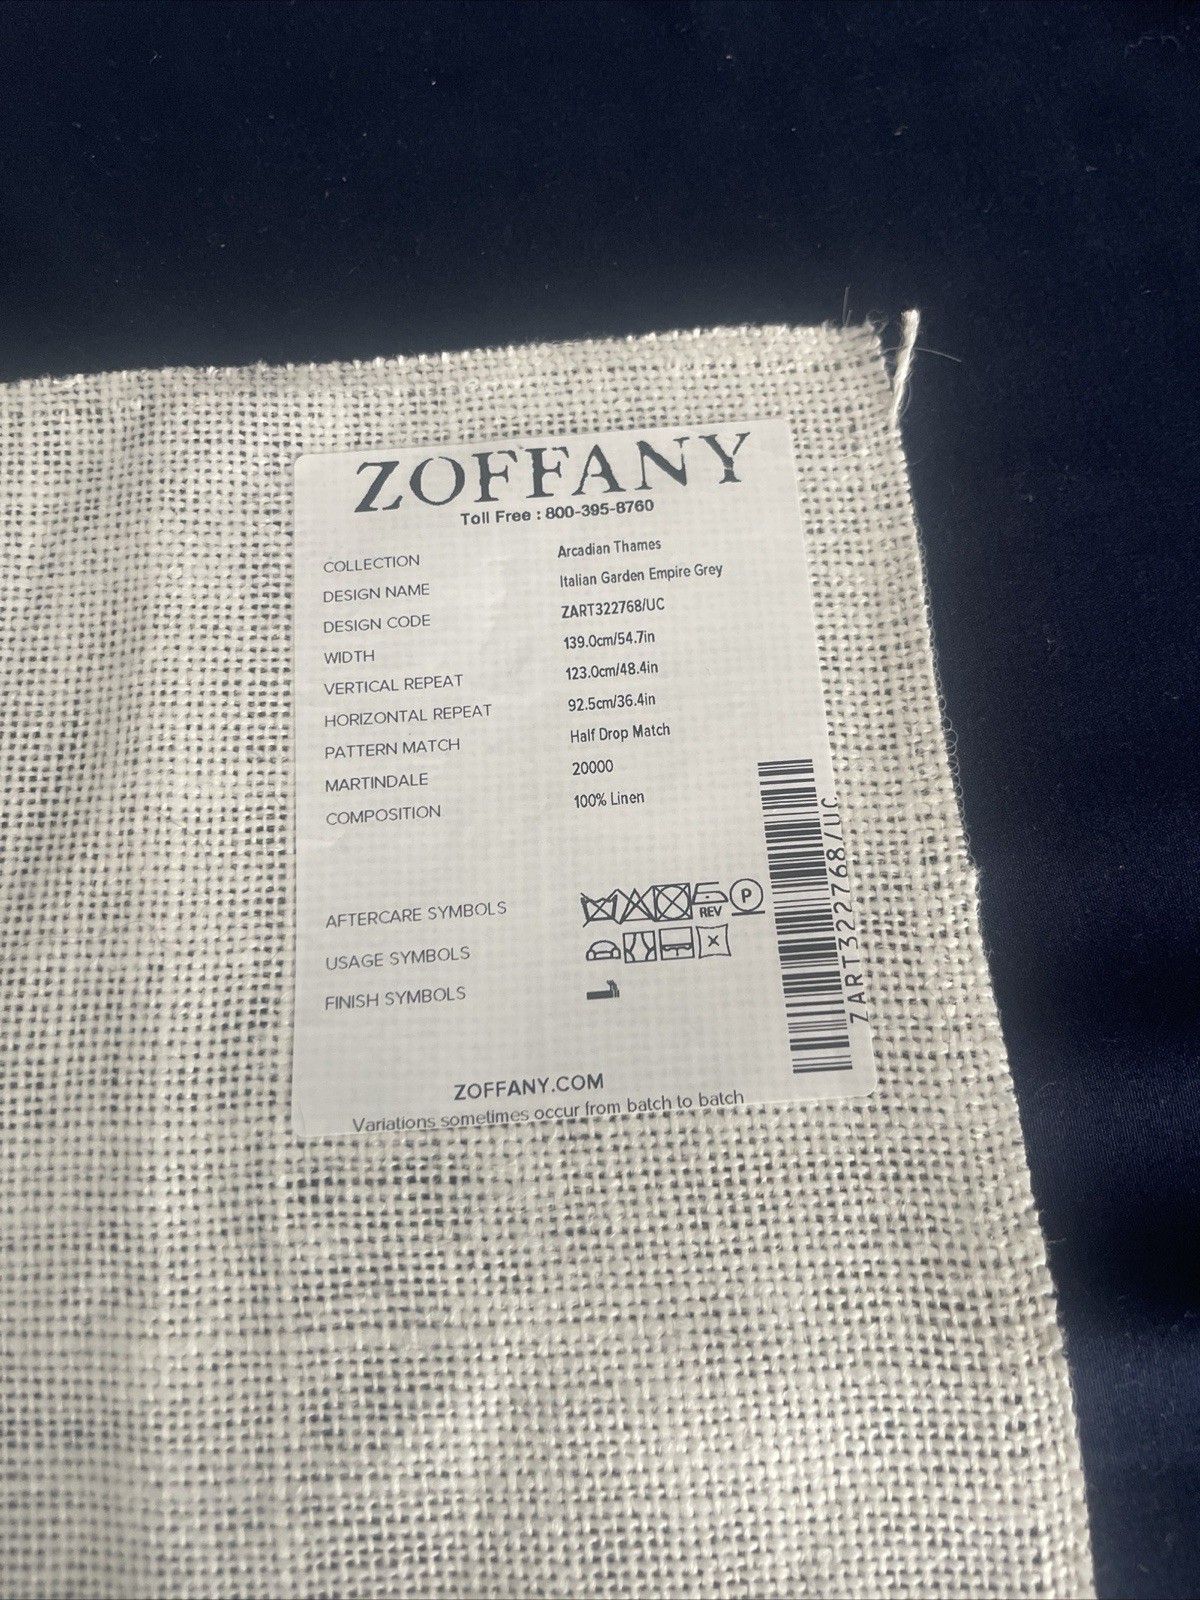 ZOFFANY
Toll Free : 800-395-8760
COLLECTION Arcadian Thames
DESIGN NAME Italian Garden Empire Grey
DESIGN CODE ZART322768/UC
WIDTH 139.0cm/54.7in
VERTICAL REPEAT 123.0cm/48.4in
HORIZONTAL REPEAT 92.5cm/36.4in
PATTERN MATCH Half Drop Match
MARTINDALE 20000
COMPOSITION 100% Linen
AFTERCARE SYMBOLS REV P
USAGE SYMBOLS
FINISH SYMBOLS
ZART322768/UC
ZOFFANY.COM
Variations sometimes occur from batch to batch